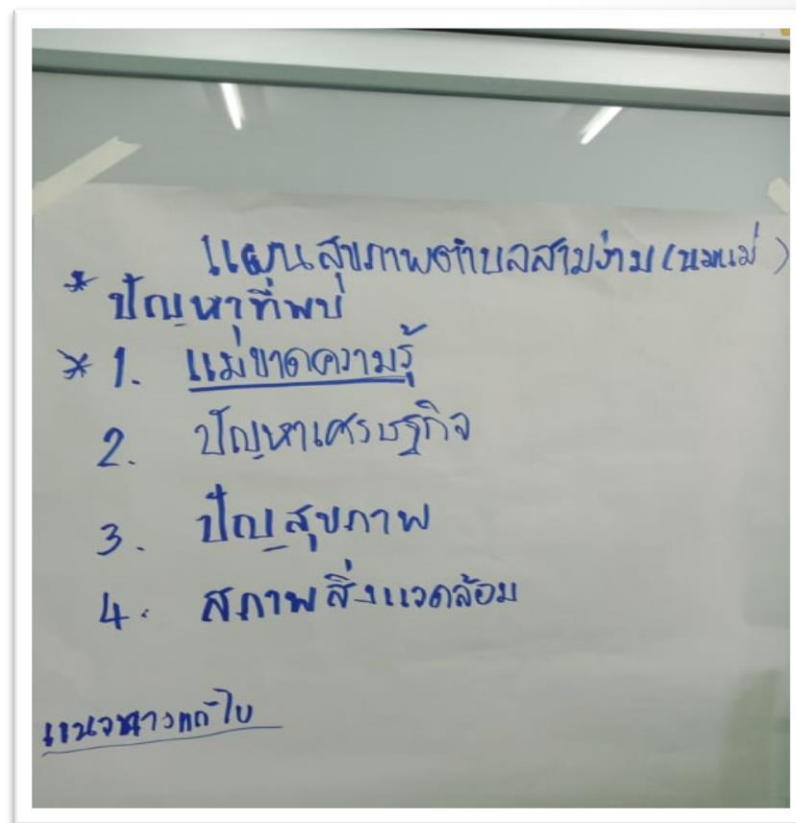 แผนสุขภาพตำบลสามง่าม (นมแม่)
* ปัญหาที่พบ
* 1. แม่ขาดความรู้
2. ปัญหาเศรษฐกิจ
3. ปัญสุขภาพ
4. สภาพสิ่งแวดล้อม
แนวทางแก้ไข